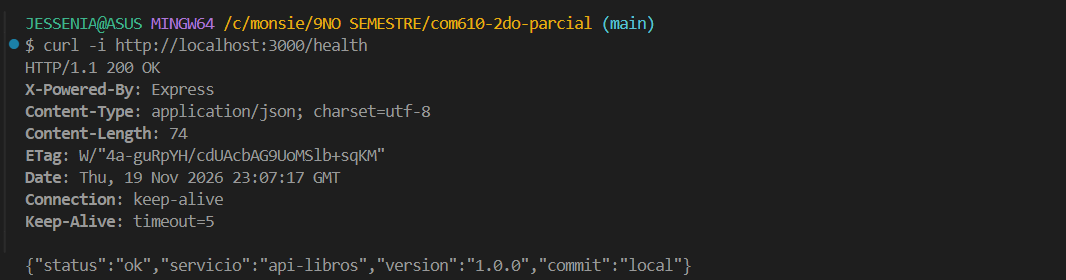 JESSENIA@ASUS MINGW64 /c/monsie/9NO SEMESTRE/com610-2do-parcial (main)
$ curl -i http://localhost:3000/health
HTTP/1.1 200 OK
X-Powered-By: Express
Content-Type: application/json; charset=utf-8
Content-Length: 74
ETag: W/"4a-guRpYH/cdUAcbAG9UoMSlb+sqKM"
Date: Thu, 19 Nov 2026 23:07:17 GMT
Connection: keep-alive
Keep-Alive: timeout=5
{"status":"ok","servicio":"api-libros","version":"1.0.0","commit":"local"}